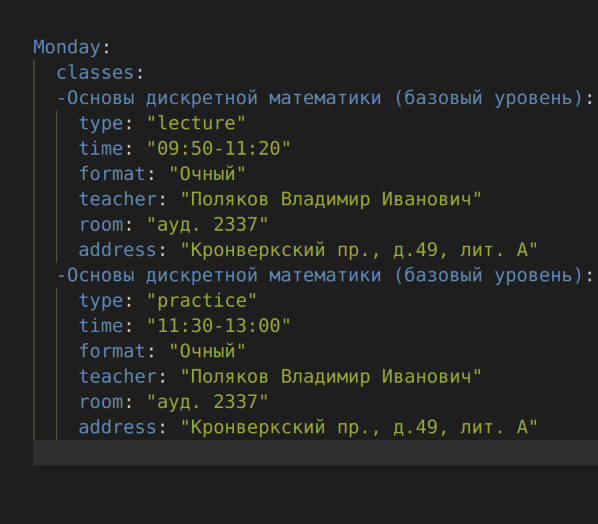 Monday:
classes:
-Основы дискретной математики (базовый уровень):
type: "lecture"
time: "09:50-11:20"
format: "Очный"
teacher: "Поляков Владимир Иванович"
room: "ауд. 2337"
address: "Кронверкский пр., д.49, лит. А"
-Основы дискретной математики (базовый уровень):
type: "practice"
time: "11:30-13:00"
format: "Очный"
teacher: "Поляков Владимир Иванович"
room: "ауд. 2337"
address: "Кронверкский пр., д.49, лит. А"